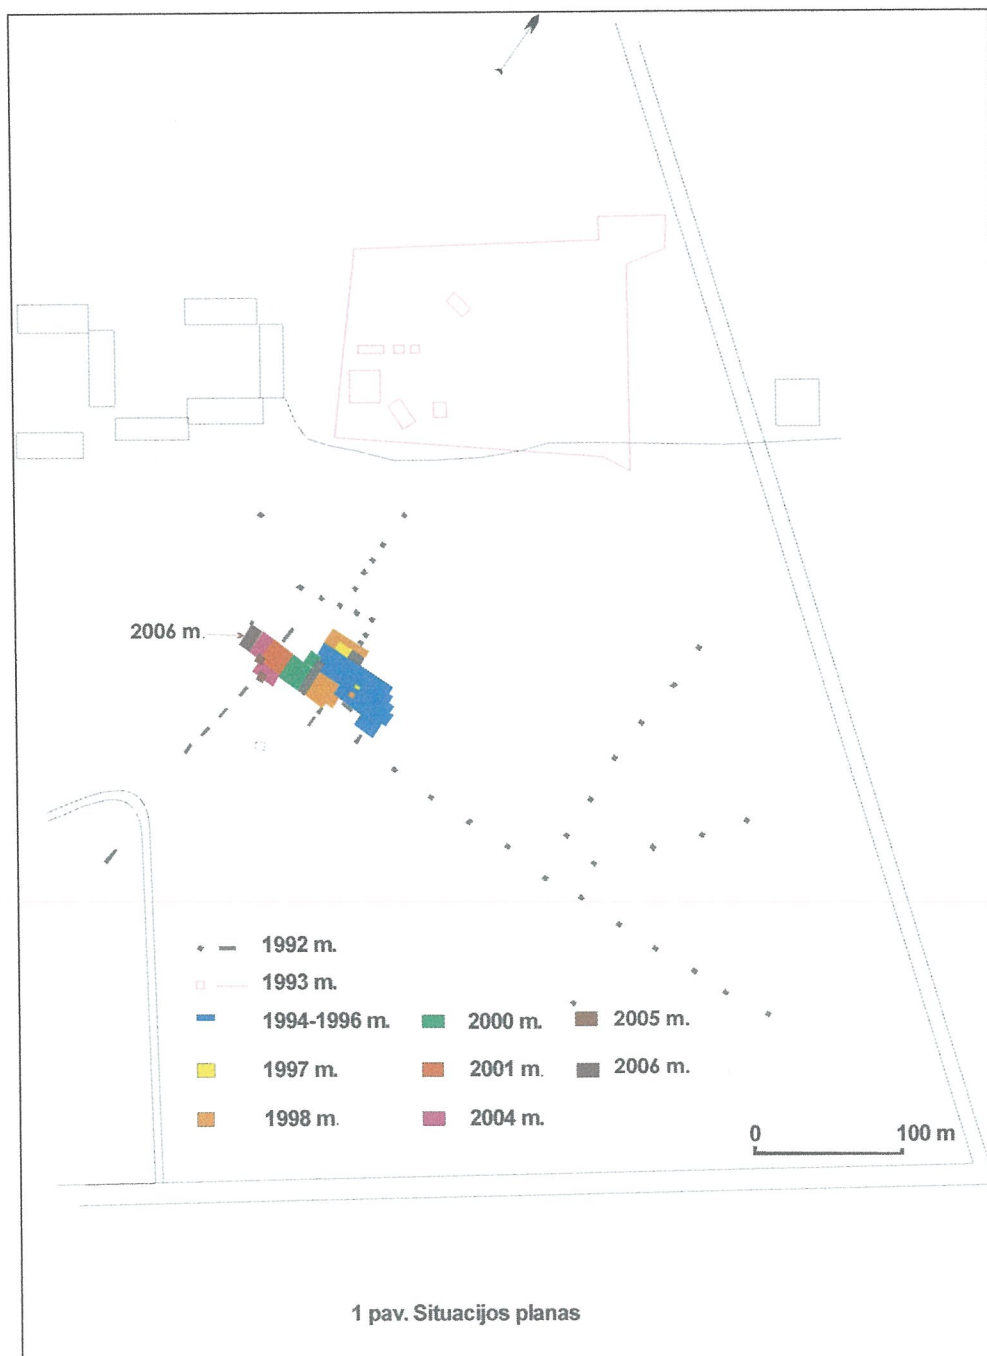 2006 m.
1992 m.
1993 m.
1994-1996 m.
2000 m.
2005 m.
1997 m.
2001 m.
2006 m.
1998 m.
2004 m.
0
100 m
1 pav. Situacijos planas